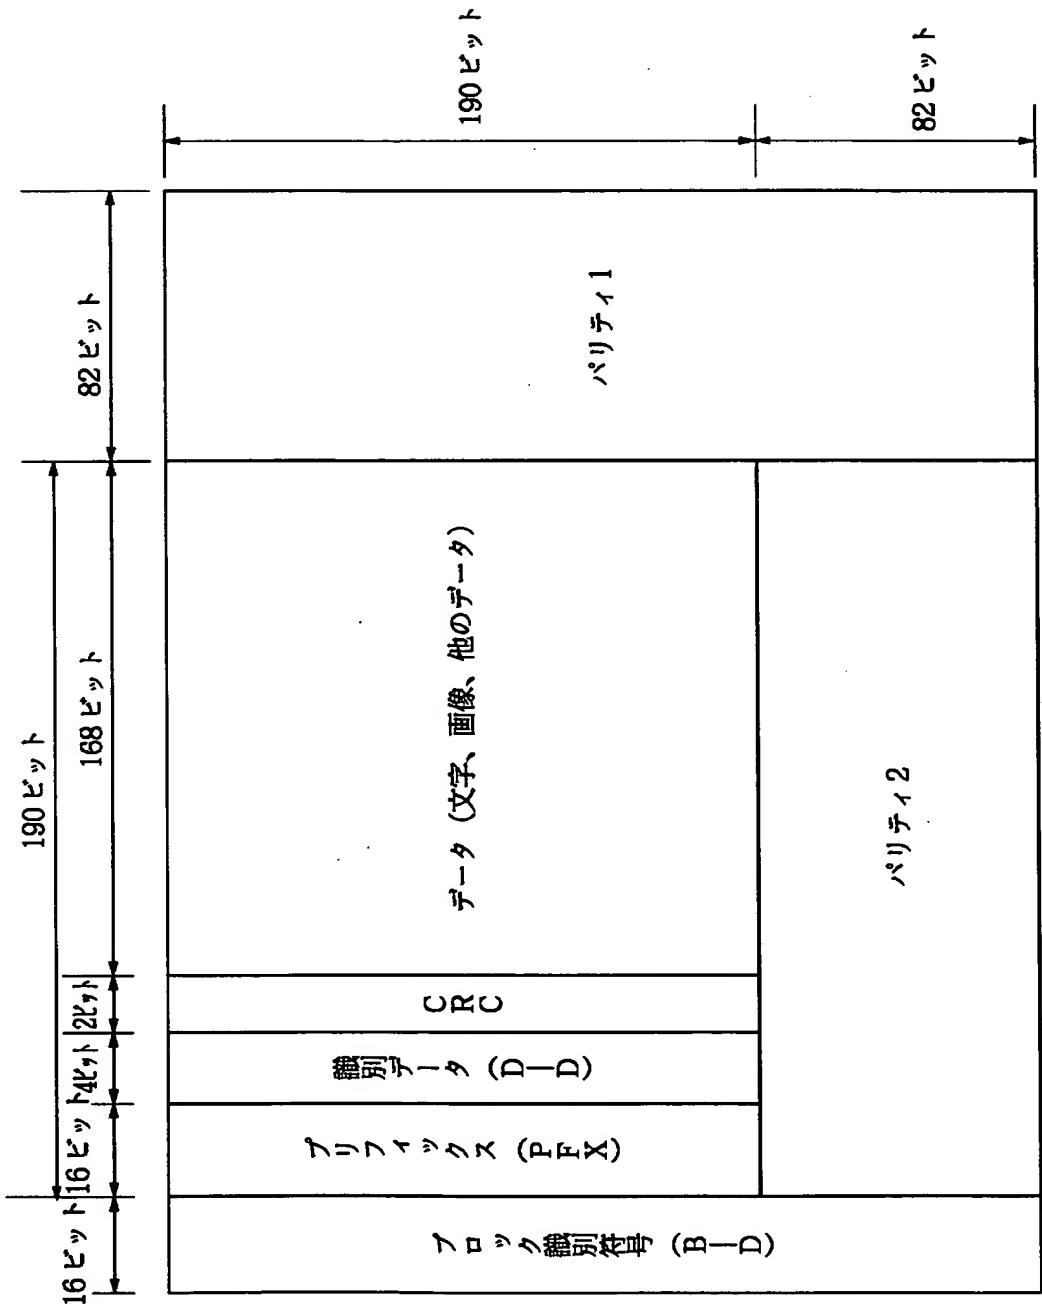 190ビット
16ビット
16ビット
4ビット
2ビット
168ビット
82ビット
ブロック識別符号(BID)
プリフィックス(PFX)
識別データ(DID)
CRC
データ(文字、画像、他のデータ)
パリティ1
190ビット
パリティ2
82ビット